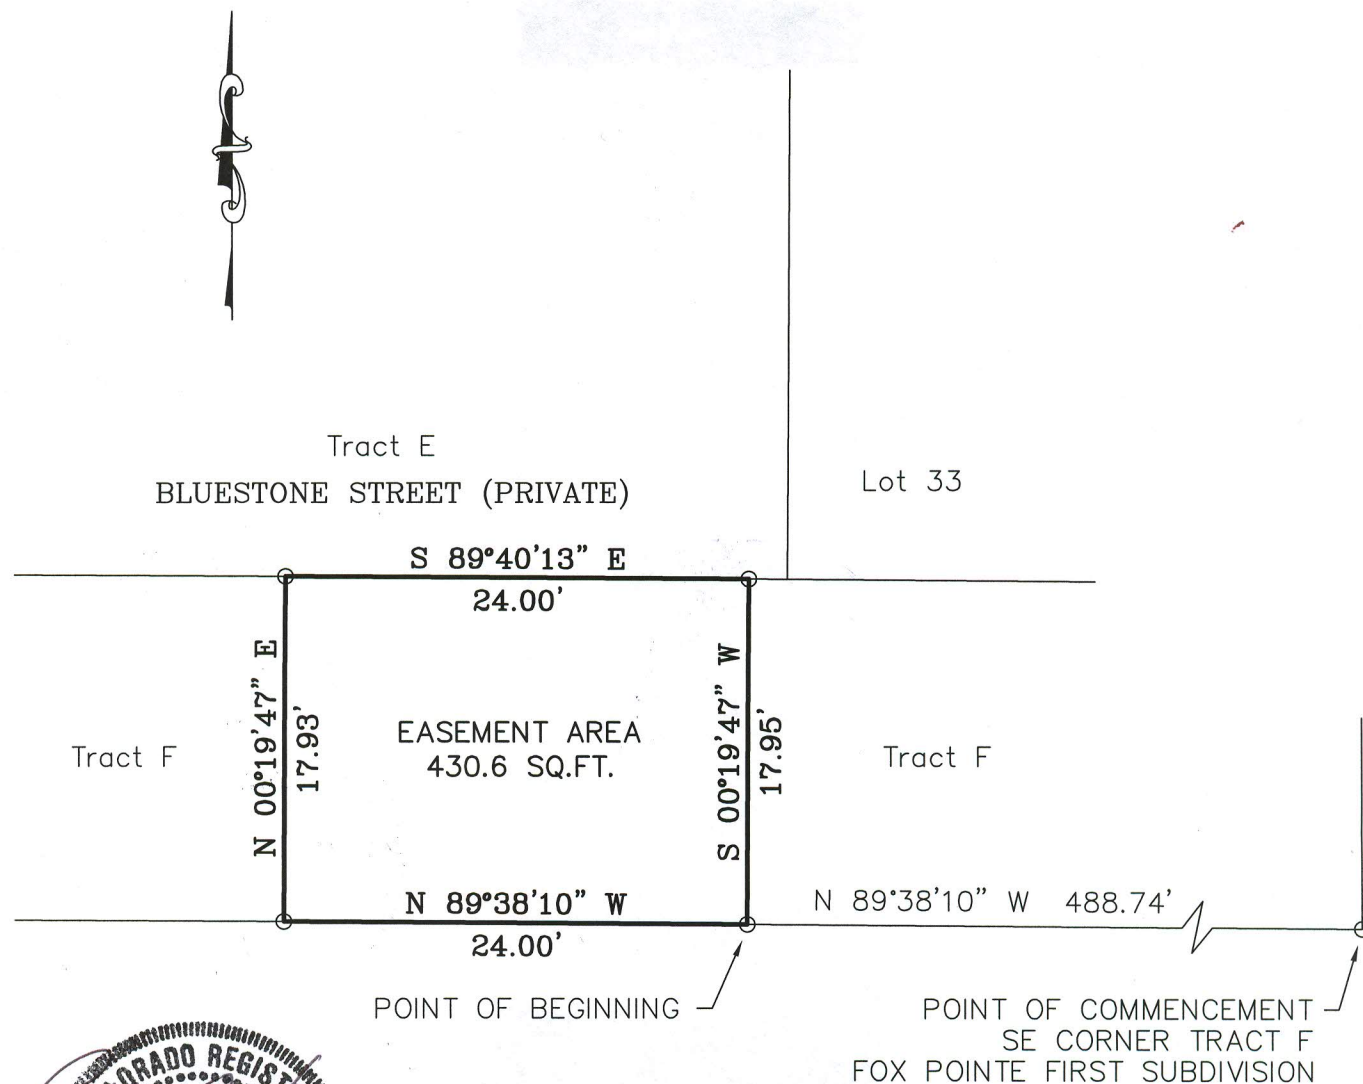 Tract E
BLUESTONE STREET (PRIVATE)
Lot 33
S 89°40'13" E
24.00'
N 00°19'47" E
17.93'
EASEMENT AREA
430.6 SQ.FT.
S 00°19'47" W
17.95'
Tract F
Tract F
N 89°38'10" W
24.00'
N 89°38'10" W 488.74'
POINT OF BEGINNING
POINT OF COMMENCEMENT
SE CORNER TRACT F
FOX POINTE FIRST SUBDIVISION